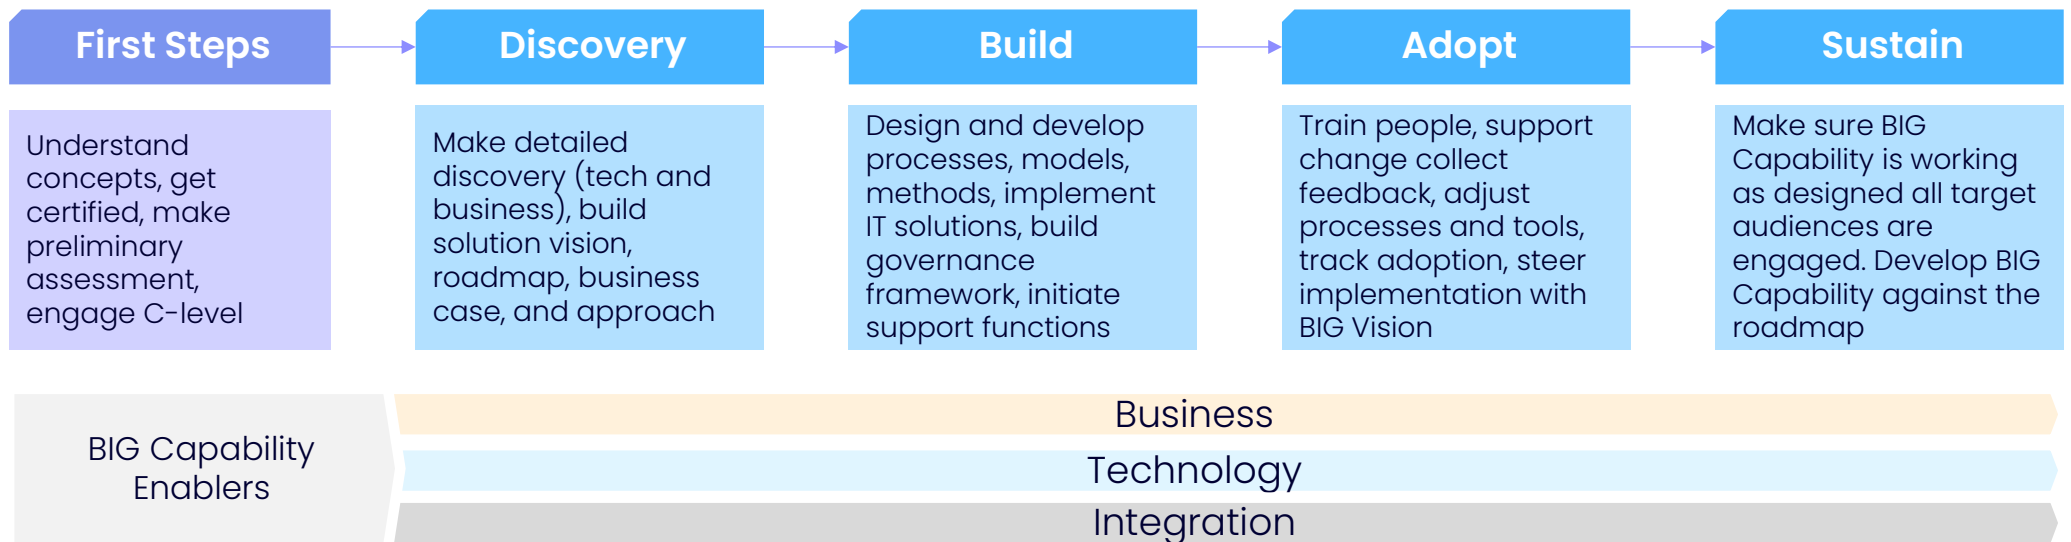 First Steps
Discovery
Build
Adopt
Sustain
Understand
concepts, get
certified, make
preliminary
assessment,
engage C-level
Make detailed
discovery (tech and
business), build
solution vision,
roadmap, business
case, and approach
Design and develop
processes, models,
methods, implement
IT solutions, build
governance
framework, initiate
support functions
Train people, support
change collect
feedback, adjust
processes and tools,
track adoption, steer
implementation with
BIG Vision
Make sure BIG
Capability is working
as designed all target
audiences are
engaged. Develop BIG
Capability against the
roadmap
BIG Capability
Enablers
Business
Technology
Integration